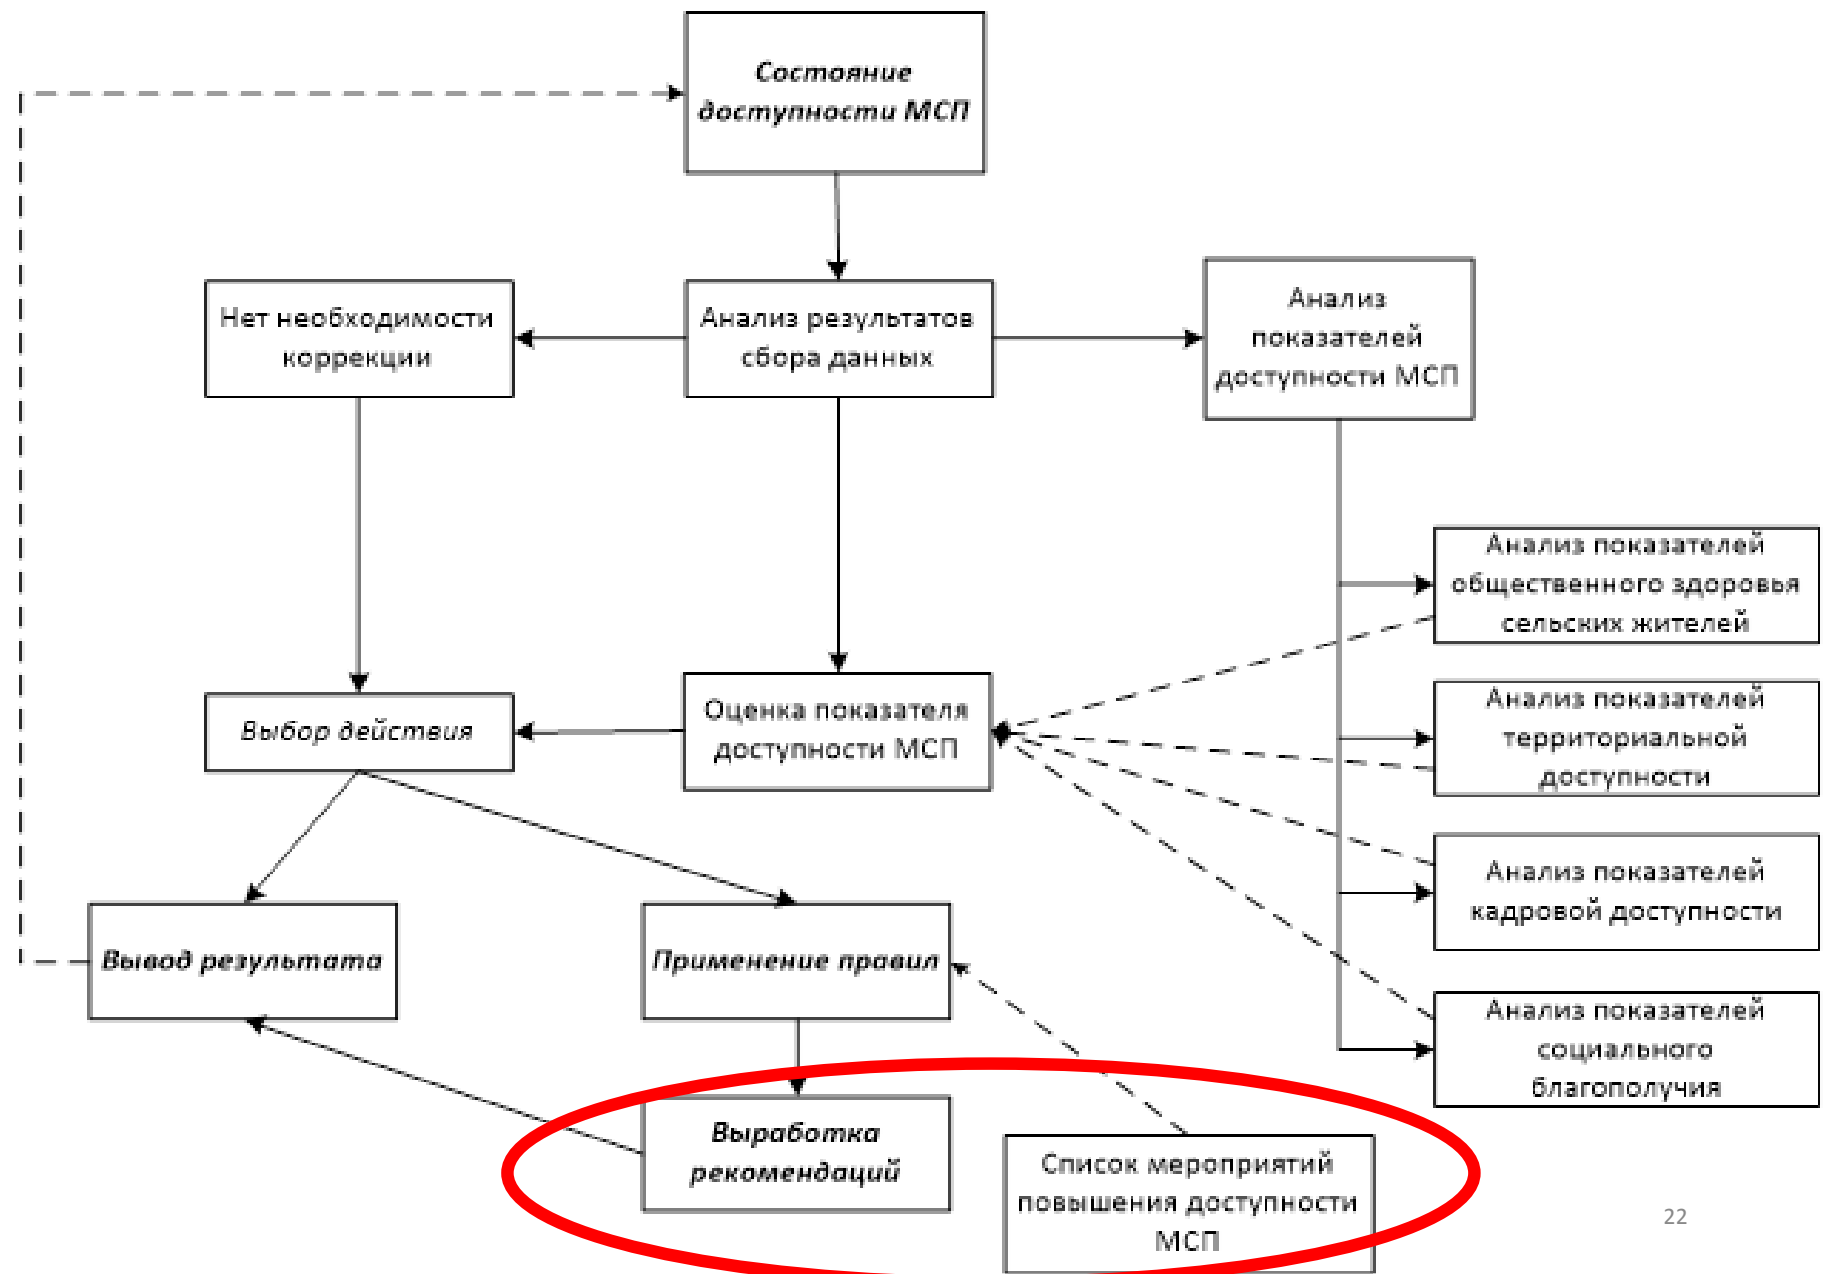 Состояние
доступности МСП
Нет необходимости
коррекции
Анализ результатов
сбора данных
Анализ
показателей
доступности МСП
Анализ показателей
общественного здоровья
сельских жителей
Выбор действия
Оценка показателя
доступности МСП
Анализ показателей
территориальной
доступности
Анализ показателей
кадровой доступности
Вывод результата
Применение правил
Анализ показателей
социального
благополучия
Выработка
рекомендаций
Список мероприятий
повышения доступности
МСП
22